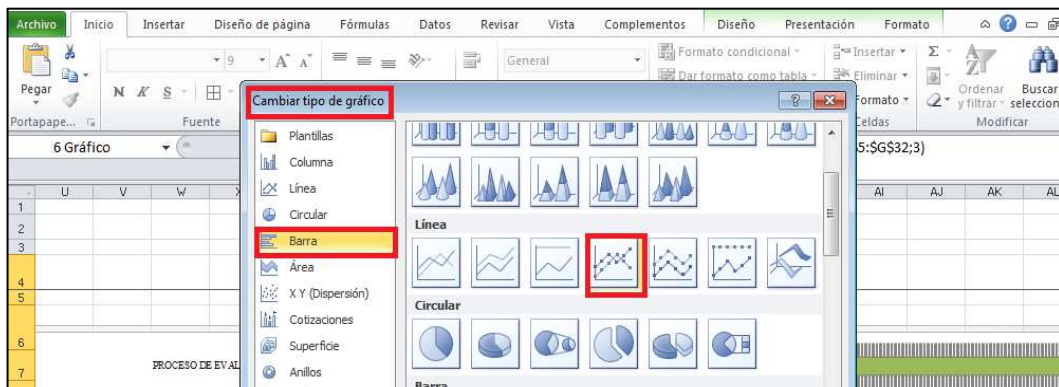 Archivo Inicio Insertar Diseño de página Fórmulas Datos Revisar Vista Complementos Diseño Presentación Formato
Pegar
9 A A General
N K S
Formato condicional
Dar formato como tabla
Insertar
Eliminar
Formato
Σ
Ordenar y filtrar
Buscar seleccion
Portapape... Fuente Celdas Modificar
6 Gráfico
5:$G$32;3)
Cambiar tipo de gráfico
Plantillas
Columna
Línea
Circular
Barra
Área
X Y (Dispersión)
Cotizaciones
Superficie
Anillos
Línea
Circular
Barra
U V W AI AJ AK AL
1
2
3
4
5
6
7
PROCESO DE EVAL